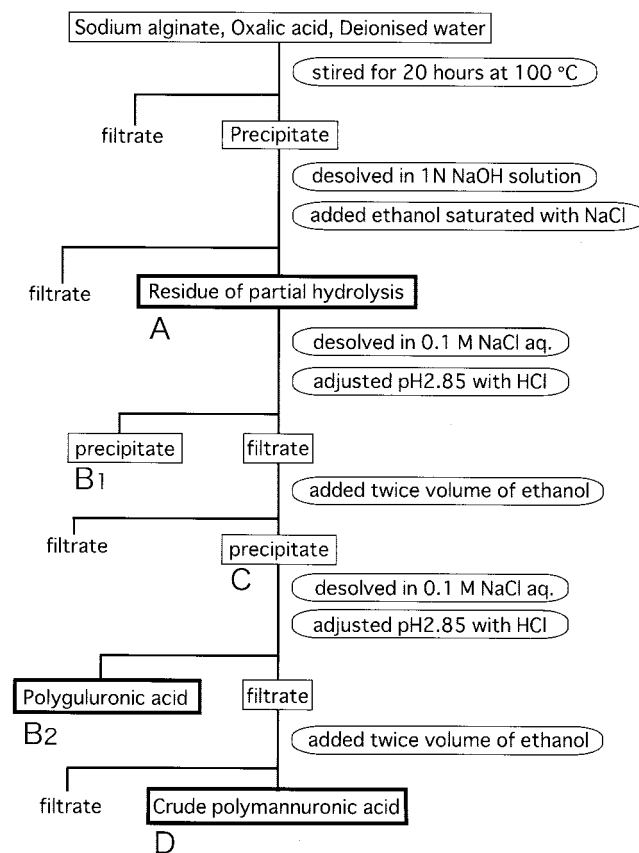 Sodium alginate, Oxalic acid, Deionised water
stired for 20 hours at 100 °C
filtrate
Precipitate
desolved in 1N NaOH solution
added ethanol saturated with NaCl
filtrate
Residue of partial hydrolysis
A
desolved in 0.1 M NaCl aq.
adjusted pH2.85 with HCl
precipitate
filtrate
B1
added twice volume of ethanol
filtrate
precipitate
C
desolved in 0.1 M NaCl aq.
adjusted pH2.85 with HCl
Polyguluronic acid
filtrate
B2
added twice volume of ethanol
filtrate
Crude polymannuronic acid
D